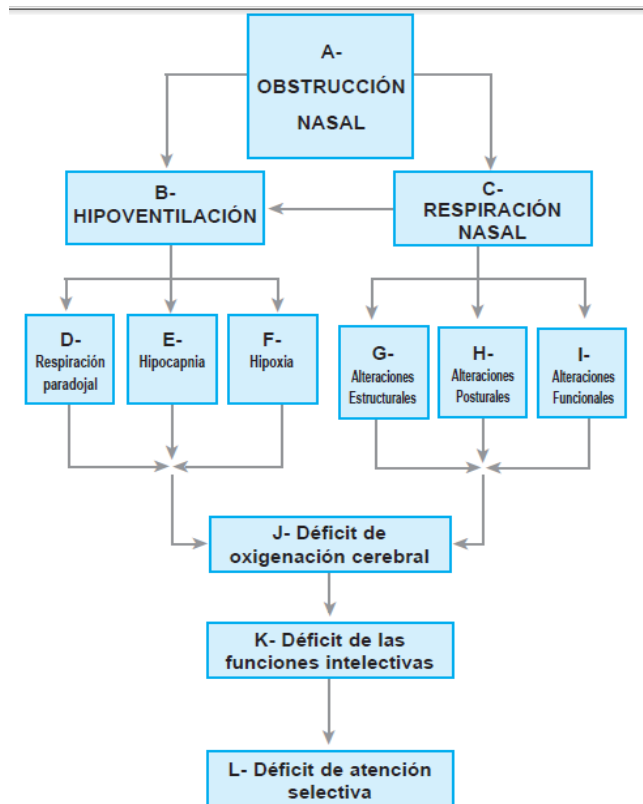 A-
OBSTRUCCIÓN
NASAL
B-
HIPOVENTILACIÓN
C-
RESPIRACIÓN
NASAL
D-
Respiración
paradojal
E-
Hipocapnia
F-
Hipoxia
G-
Alteraciones
Estructurales
H-
Alteraciones
Posturales
I-
Alteraciones
Funcionales
J- Déficit de
oxigenación cerebral
K- Déficit de las
funciones intelectivas
L- Déficit de atención
selectiva